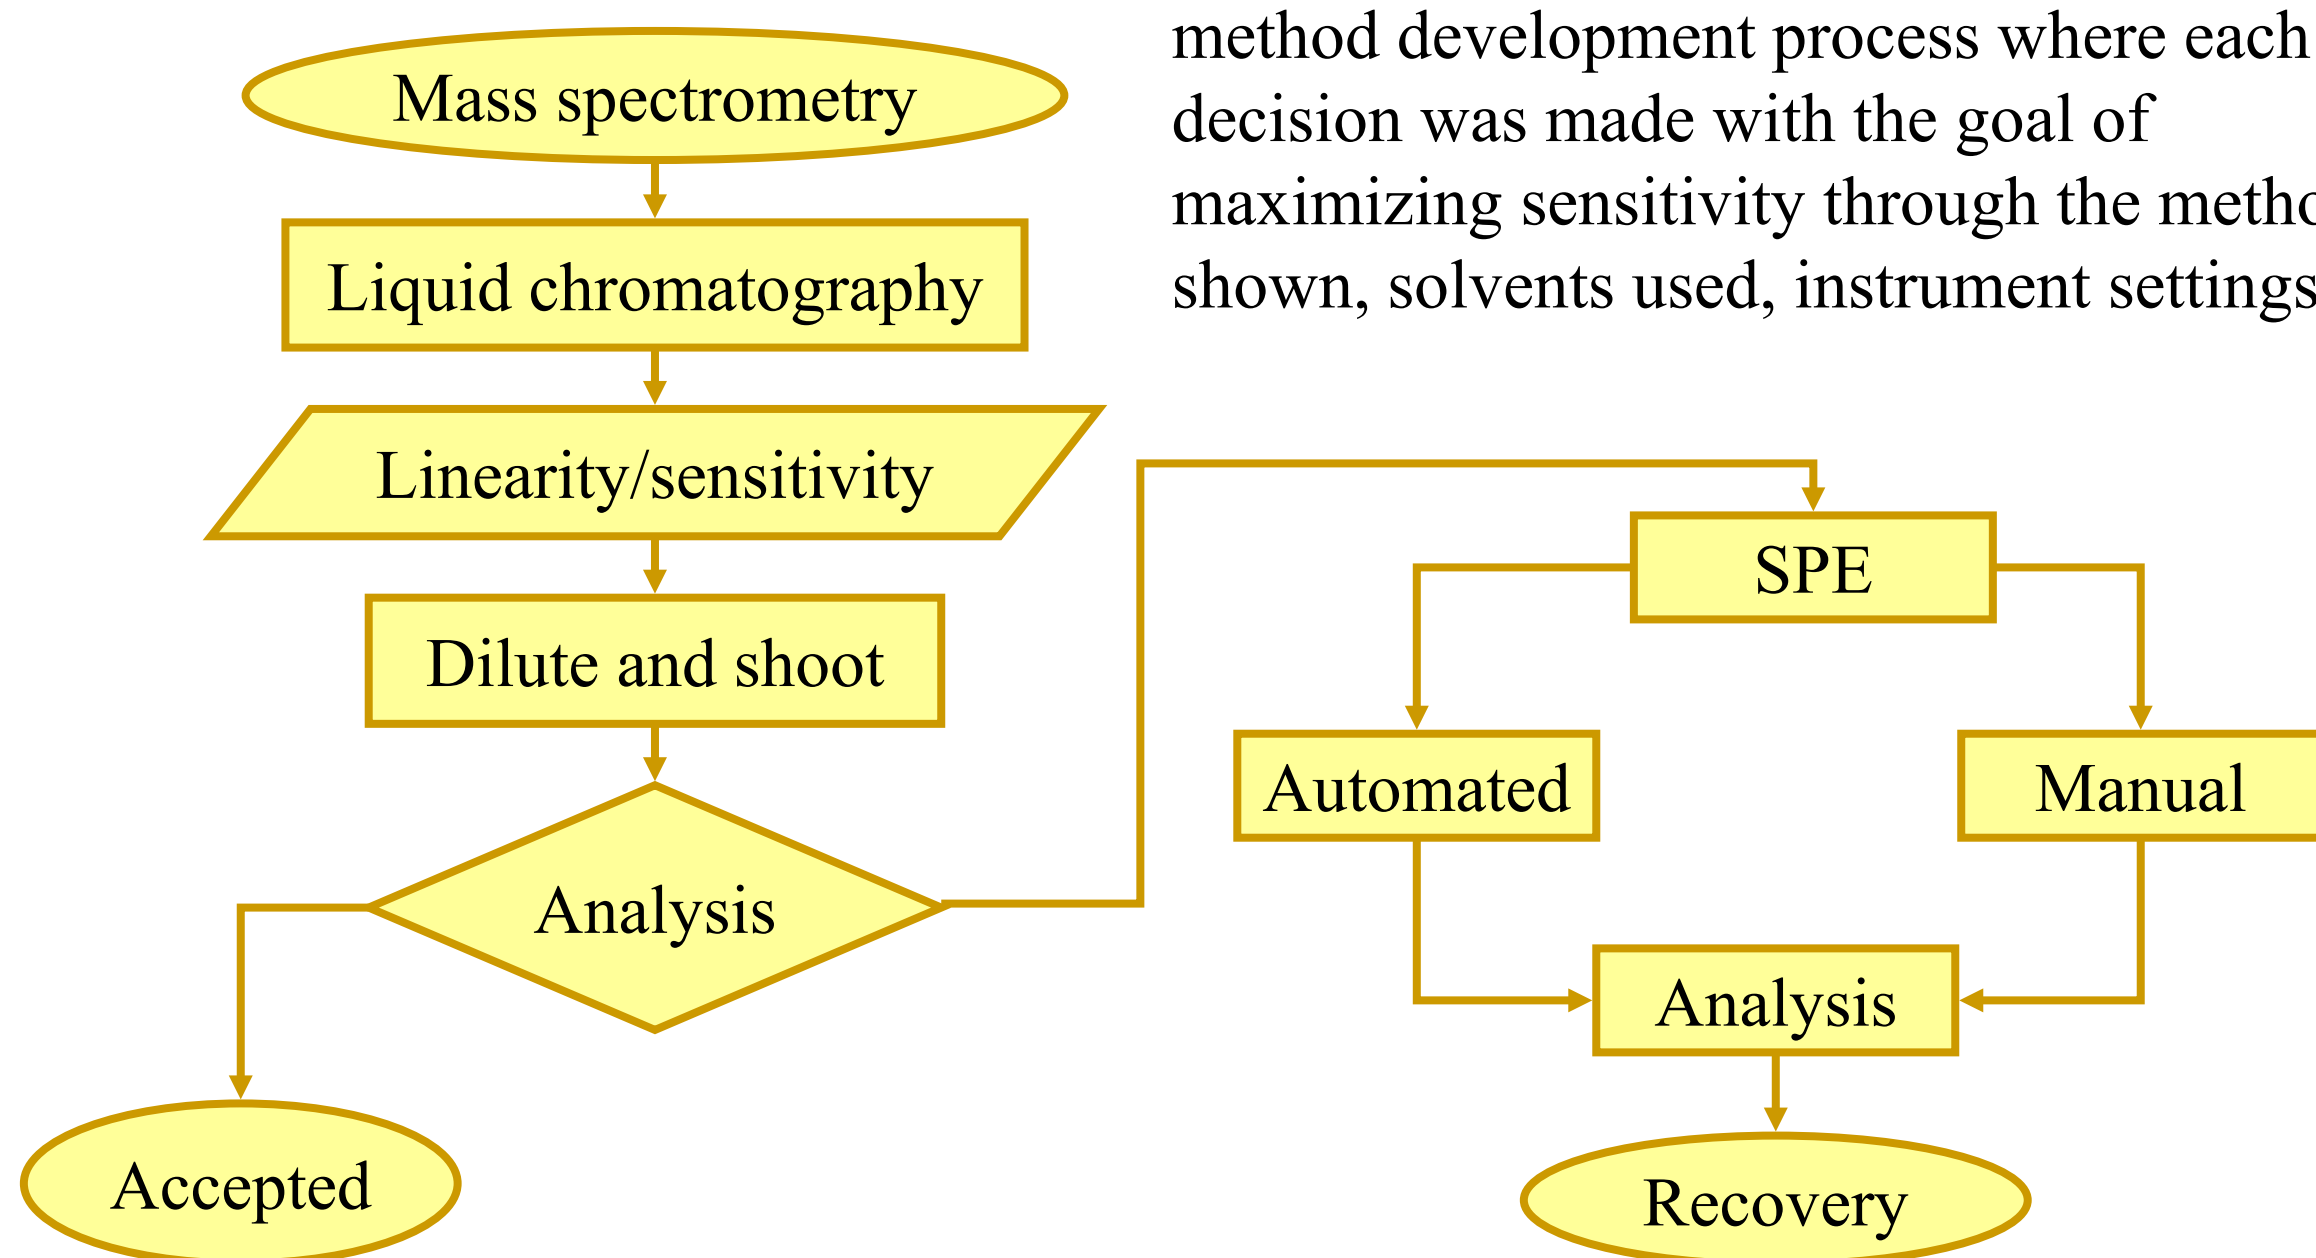 method development process where each
decision was made with the goal of
maximizing sensitivity through the
shown, solvents used, instrument settings
Mass spectrometry
Liquid chromatography
Linearity/sensitivity
Dilute and shoot
Analysis
Accepted
SPE
Automated
Manual
Analysis
Recovery